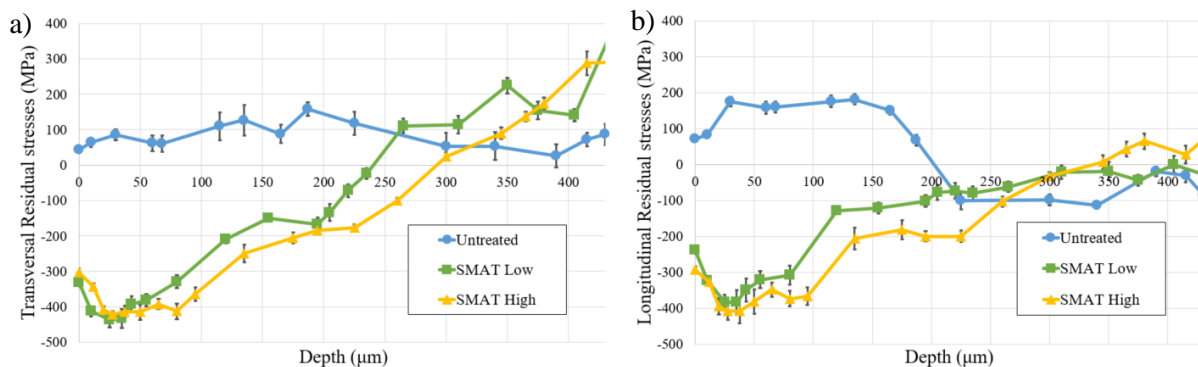 a)
Transversal Residual stresses (MPa)
400
300
200
100
0
-100
-200
-300
-400
-500
0 50 100 150 200 250 300 350 400
Depth (μm)
Untreated
SMAT Low
SMAT High
b)
Longitudinal Residual stresses (MPa)
400
300
200
100
0
-100
-200
-300
-400
-500
0 50 100 150 200 250 300 350 400
Depth (μm)
Untreated
SMAT Low
SMAT High